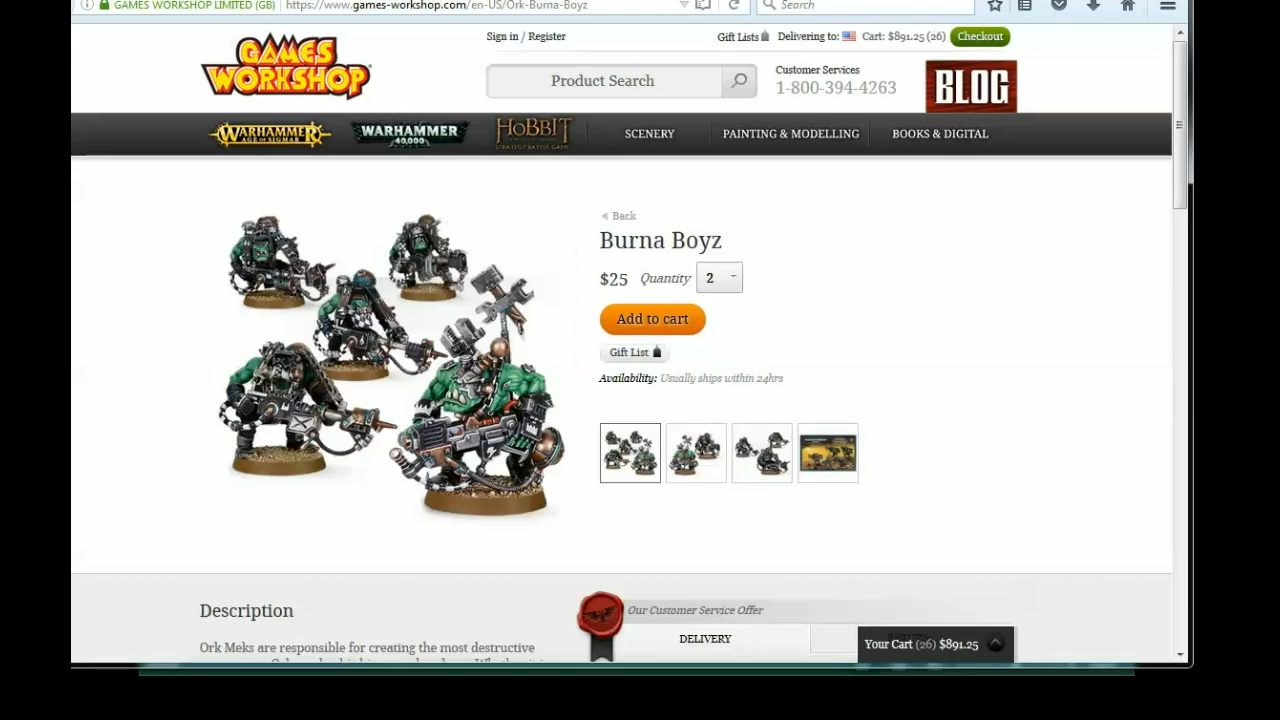 GAMES WORKSHOP LIMITED (GB)
https://www.games-workshop.com/en-US/Ork-Burna-Boyz
Search
GAMES
WORKSHOP
Sign in / Register
Gift Lists
Delivering to:
Cart: $891.25 (26)
Checkout
Product Search
Customer Services
1-800-394-4263
BLOG
WARHAMMER
AGE OF SIGMAR
WARHAMMER
40,000
HOBBIT
STRATEGY BATTLE GAME
SCENERY
PAINTING & MODELLING
BOOKS & DIGITAL
Back
Burna Boyz
$25 Quantity 2
Add to cart
Gift List
Availability: Usually ships within 24hrs
Description
Our Customer Service Offer
DELIVERY
Ork Meks are responsible for creating the most destructive
Your Cart (26) $891.25